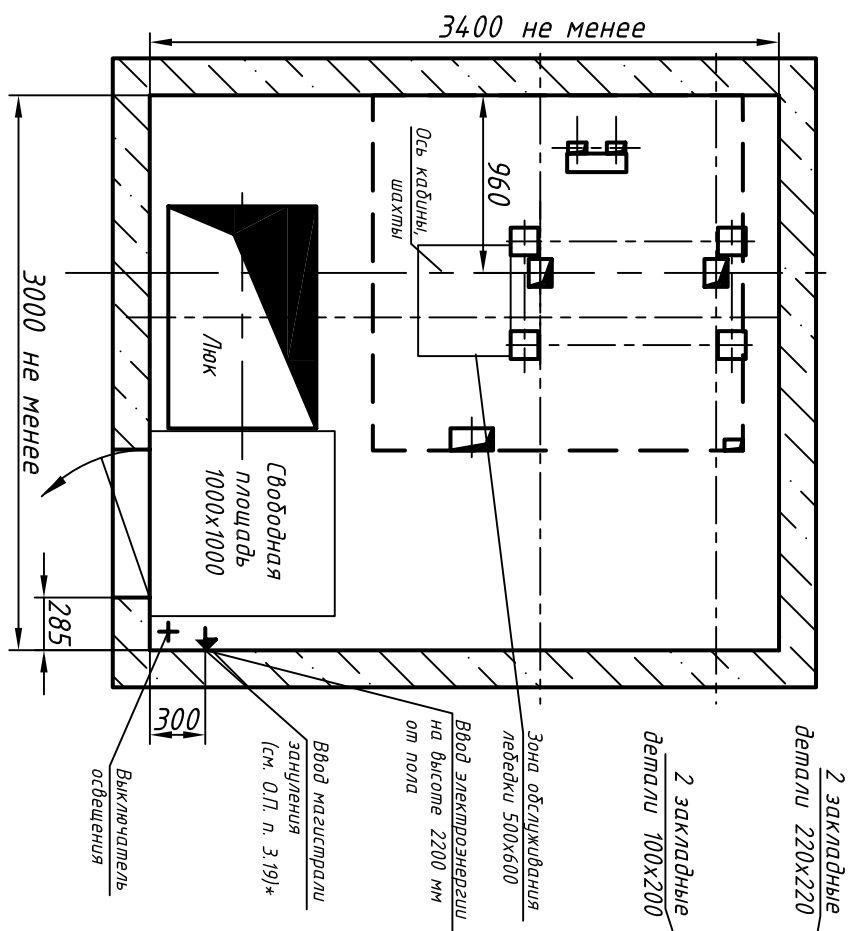 3400 не менее
Ось кабины,
шахты
960
3000 не менее
Люк
Свободная
площадь
1000х1000
285
300
2 закладные
детали 220х220
2 закладные
детали 100х200
Зона обслуживания
лебедки 500х600
Ввод электроэнергии
на высоте 2200 мм
от пола
Ввод магистрали
зануления
(см. О.П. п. 3.19)*
Выключатель
освещения